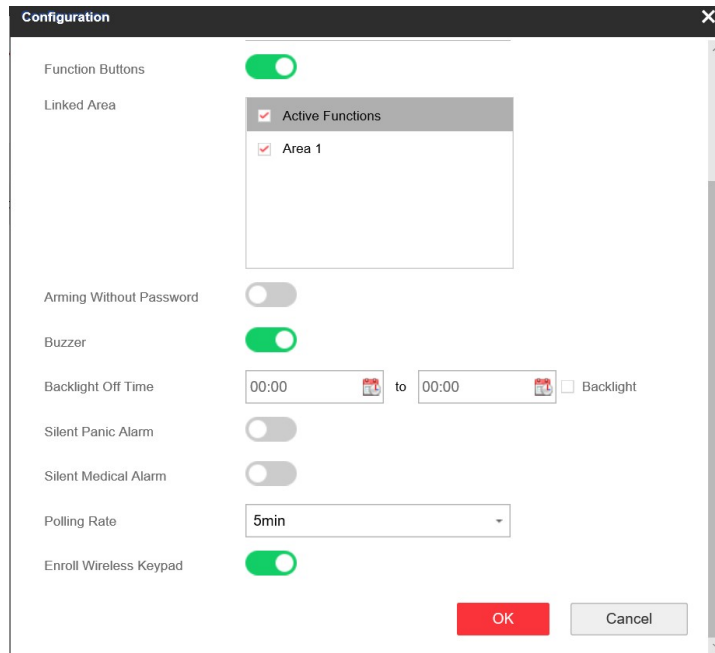 Configuration
Function Buttons
Linked Area
Active Functions
Area 1
Arming Without Password
Buzzer
Backlight Off Time 00:00 to 00:00 Backlight
Silent Panic Alarm
Silent Medical Alarm
Polling Rate 5min
Enroll Wireless Keypad
OK Cancel